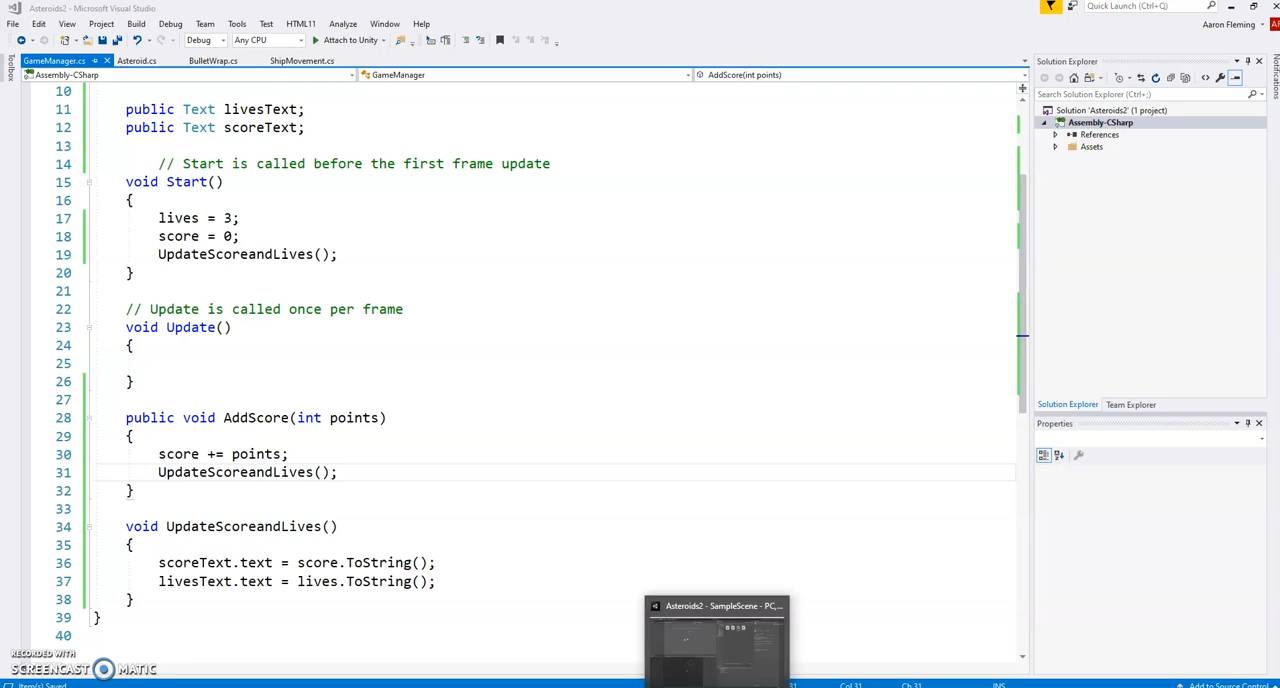 Asteroids2 - Microsoft Visual Studio
Quick Launch (Ctrl+Q)
File Edit View Project Build Debug Team Tools Test HTML11 Analyze Window Help
Aaron Fleming AF
Debug Any CPU Attach to Unity
GameManager.cs Asteroid.cs BulletWrap.cs ShipMovement.cs
Assembly-CSharp GameManager AddScore(int points)
Toolbox
Notifications
10
11 public Text livesText;
12 public Text scoreText;
13
14 // Start is called before the first frame update
15 void Start()
16 {
17 lives = 3;
18 score = 0;
19 UpdateScoreandLives();
20 }
21
22 // Update is called once per frame
23 void Update()
24 {
25
26 }
27
28 public void AddScore(int points)
29 {
30 score += points;
31 UpdateScoreandLives();
32 }
33
34 void UpdateScoreandLives()
35 {
36 scoreText.text = score.ToString();
37 livesText.text = lives.ToString();
38 }
39 }
40
Solution Explorer
Search Solution Explorer (Ctrl+;)
Solution 'Asteroids2' (1 project)
Assembly-CSharp
References
Assets
Solution Explorer Team Explorer
Properties
Asteroids2 - SampleScene - PC,...
RECORDED WITH
SCREENCAST MATIC
Item(s) Saved 31 Col 31 Ch 31 INS Add to Source Control